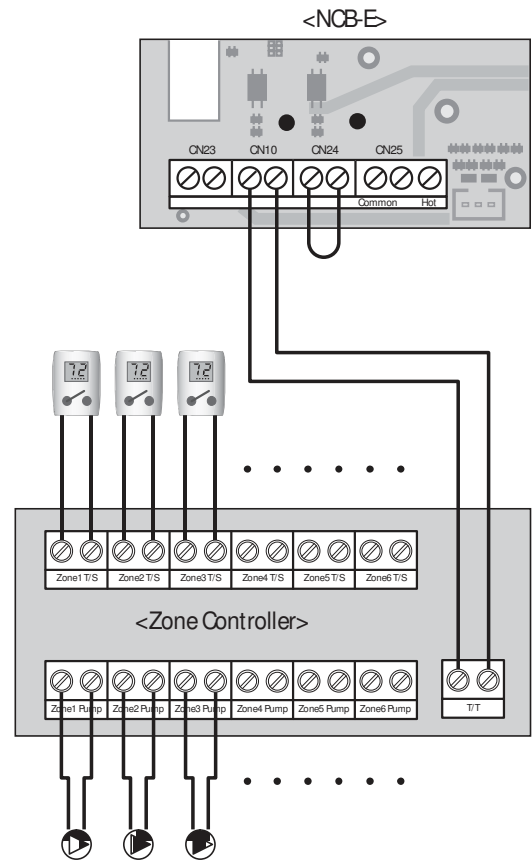 <NCB-E>
CN23 CN10 CN24 CN25
Common Hot
72 72 72
Zone1 T/S Zone2 T/S Zone3 T/S Zone4 T/S Zone5 T/S Zone6 T/S
<Zone Controller>
Zone1 Pump Zone2 Pump Zone3 Pump Zone4 Pump Zone5 Pump Zone6 Pump
T/T